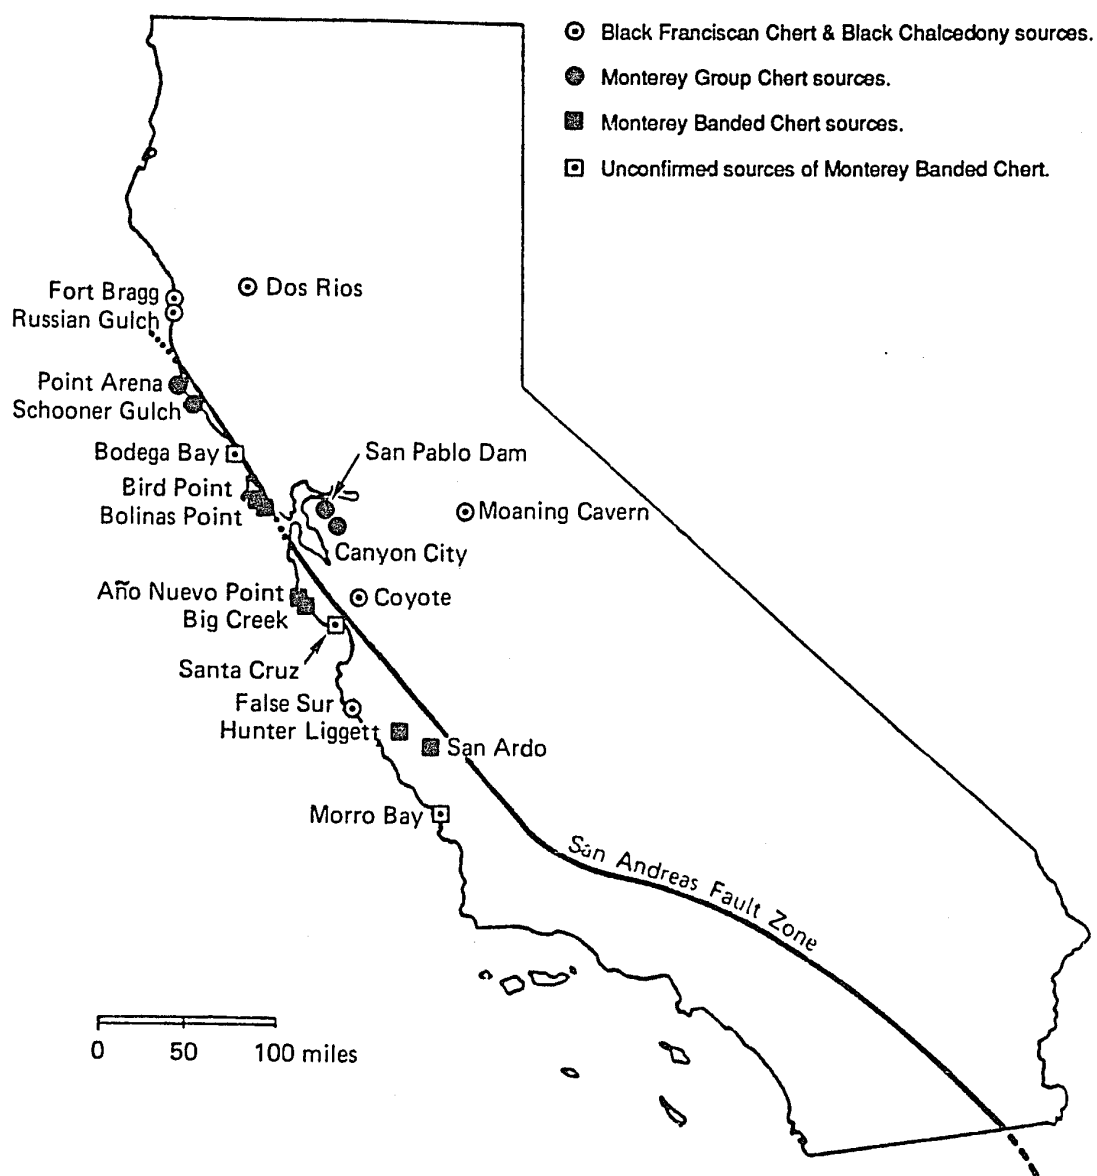 Black Franciscan Chert & Black Chalcedony sources.
Monterey Group Chert sources.
Monterey Banded Chert sources.
Unconfirmed sources of Monterey Banded Chert.
Fort Bragg
Dos Rios
Russian Gulch
Point Arena
Schooner Gulch
Bodega Bay
San Pablo Dam
Bird Point
Bolinas Point
Moaning Cavern
Canyon City
Año Nuevo Point
Coyote
Big Creek
Santa Cruz
False Sur
Hunter Liggett
San Ardo
Morro Bay
San Andreas Fault Zone
0 50 100 miles